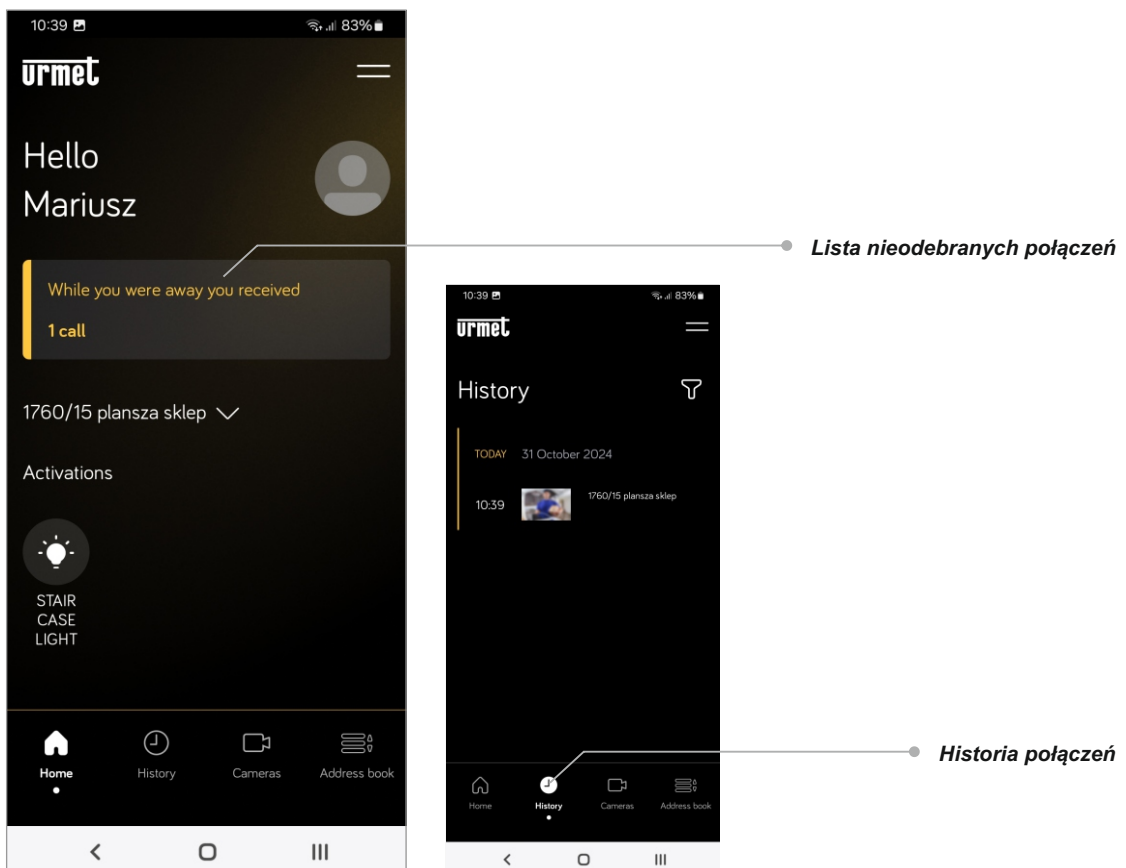 10:39
83%
urmet
Hello
Mariusz
While you were away you received
1 call
1760/15 plansza sklep
Activations
STAIR
CASE
LIGHT
Home
History
Cameras
Address book
Lista nieodebranych połączeń
10:39
83%
urmet
History
TODAY 31 October 2024
10:39
1760/15 plansza sklep
Home
History
Cameras
Address book
Historia połączeń